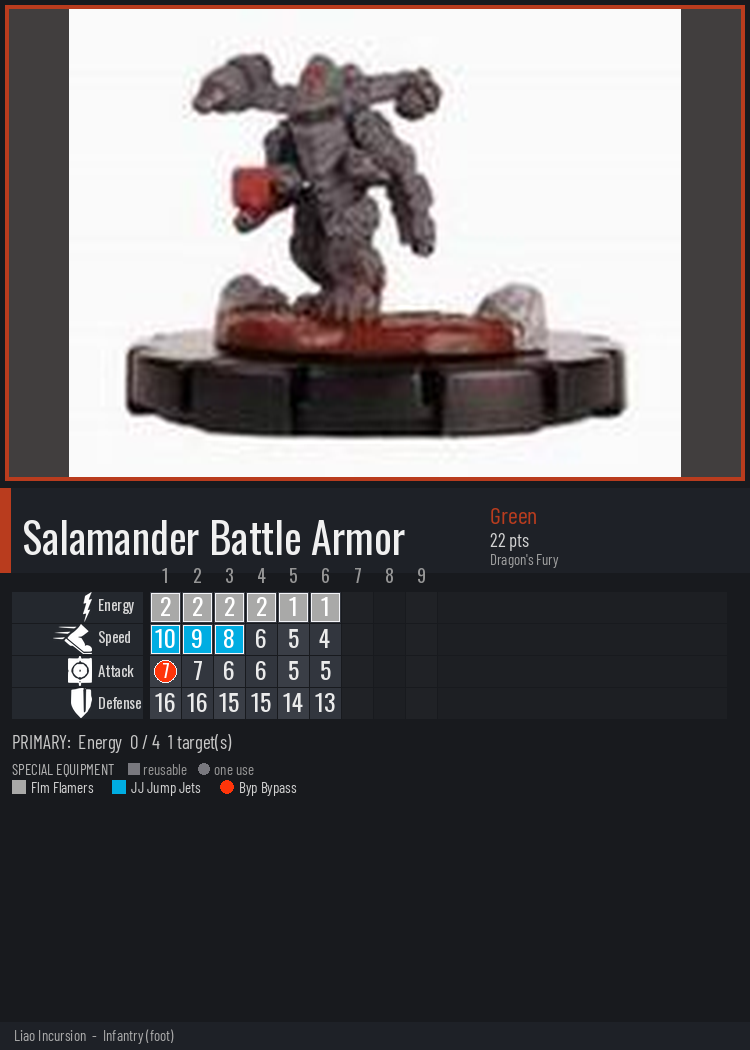 Salamander Battle Armor
Green
22 pts
Dragon's Fury
1 2 3 4 5 6 7 8 9
Energy 2 2 2 2 1 1
Speed 10 9 8 6 5 4
Attack 7 7 6 6 5 5
Defense 16 16 15 15 14 13
PRIMARY: Energy 0 / 4 1 target(s)
SPECIAL EQUIPMENT reusable one use
Flm Flamers JJ Jump Jets Byp Bypass
Liao Incursion - Infantry (foot)